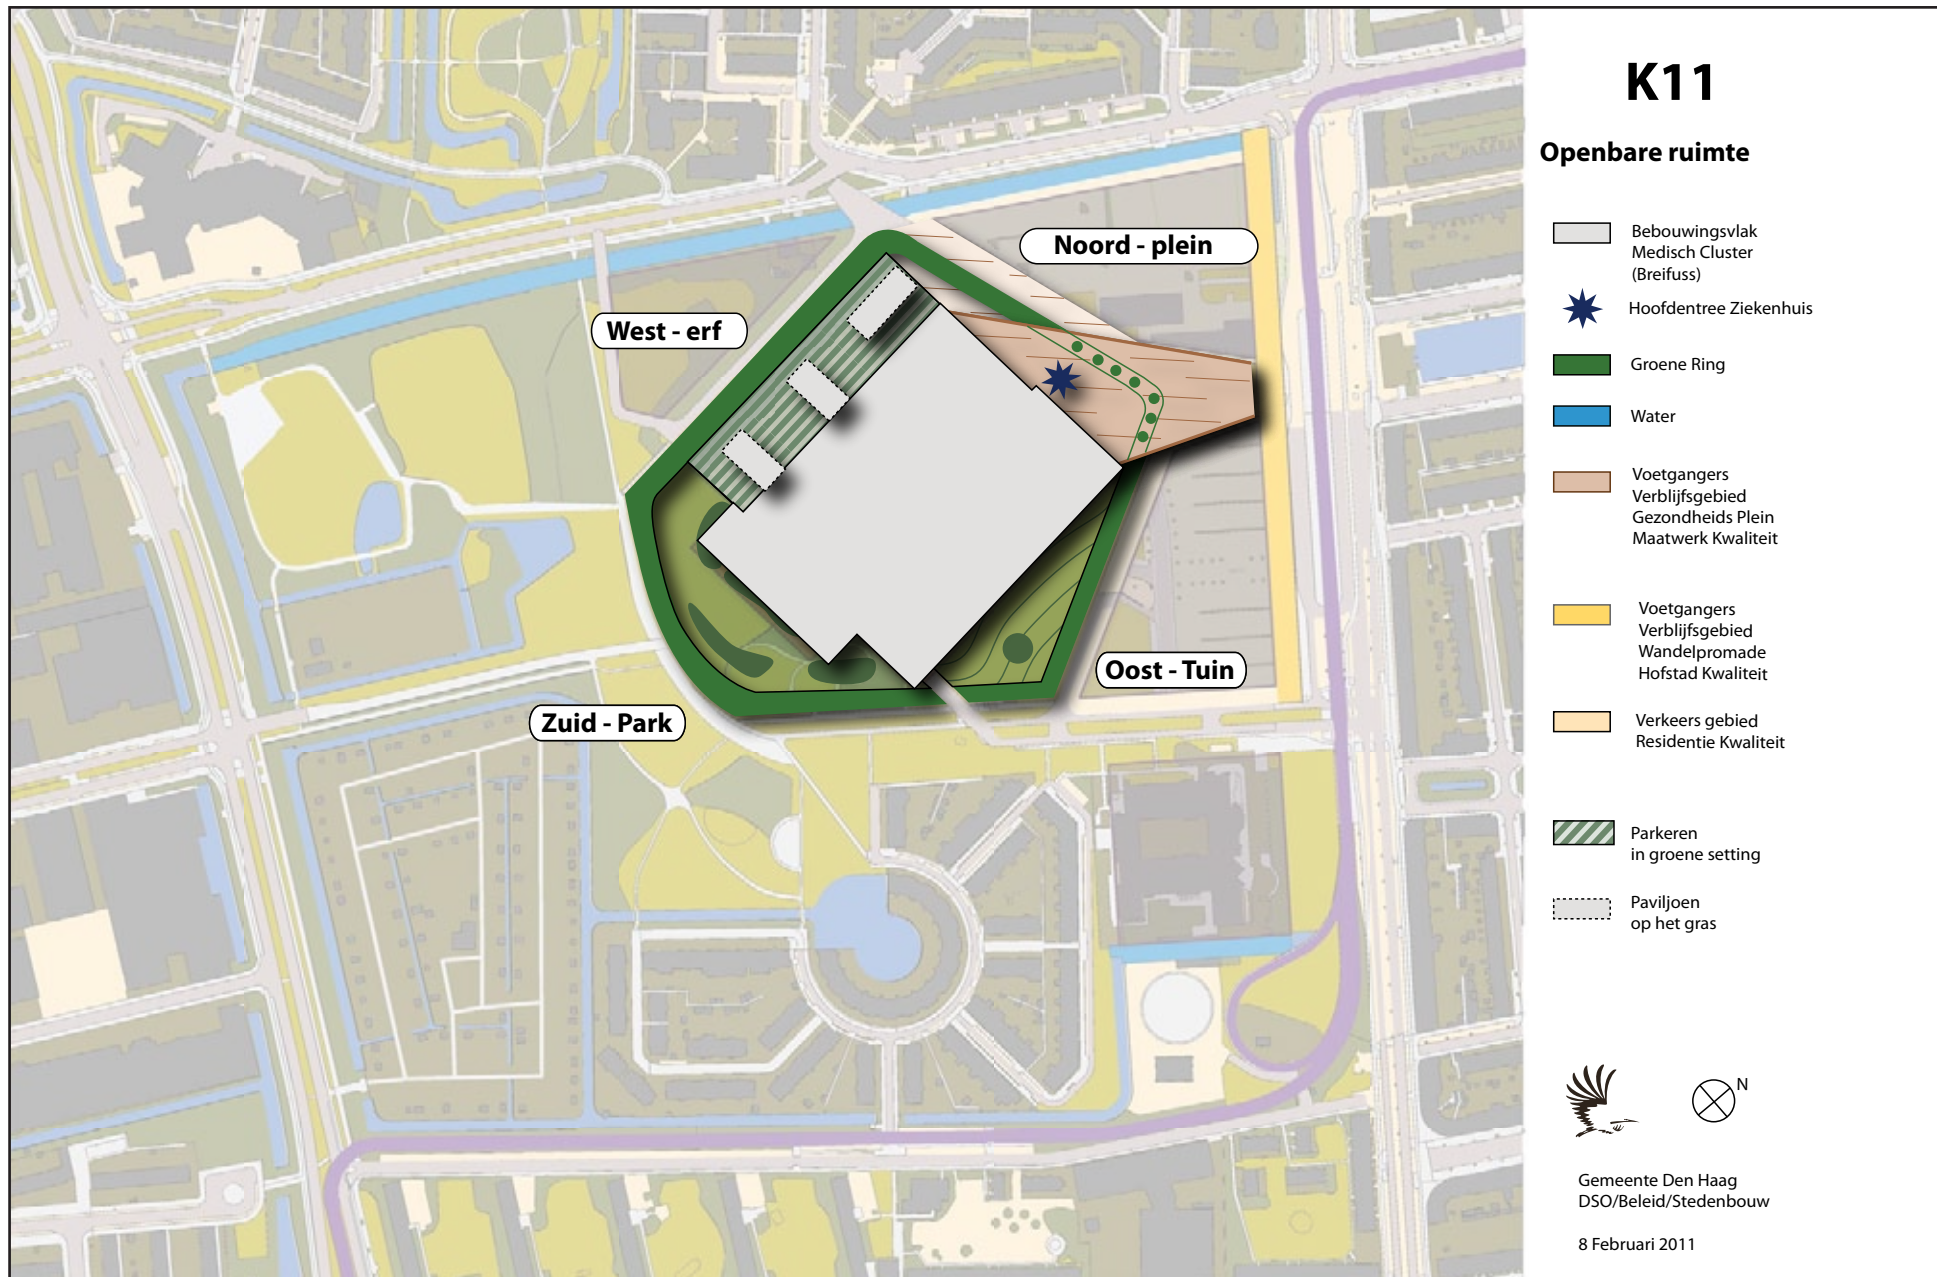 K11
Openbare ruimte
Bebouwingsvlak
Medisch Cluster
(Breifuss)
Hoofdentree Ziekenhuis
Groene Ring
Water
Voetgangers
Verblijfsgebied
Gezondheids Plein
Maatwerk Kwaliteit
Voetgangers
Verblijfsgebied
Wandelpromade
Hofstad Kwaliteit
Verkeers gebied
Residentie Kwaliteit
Parkeren
in groene setting
Paviljoen
op het gras
N
Gemeente Den Haag
DSO/Beleid/Stedenbouw
8 Februari 2011
Noord - plein
West - erf
Oost - Tuin
Zuid - Park